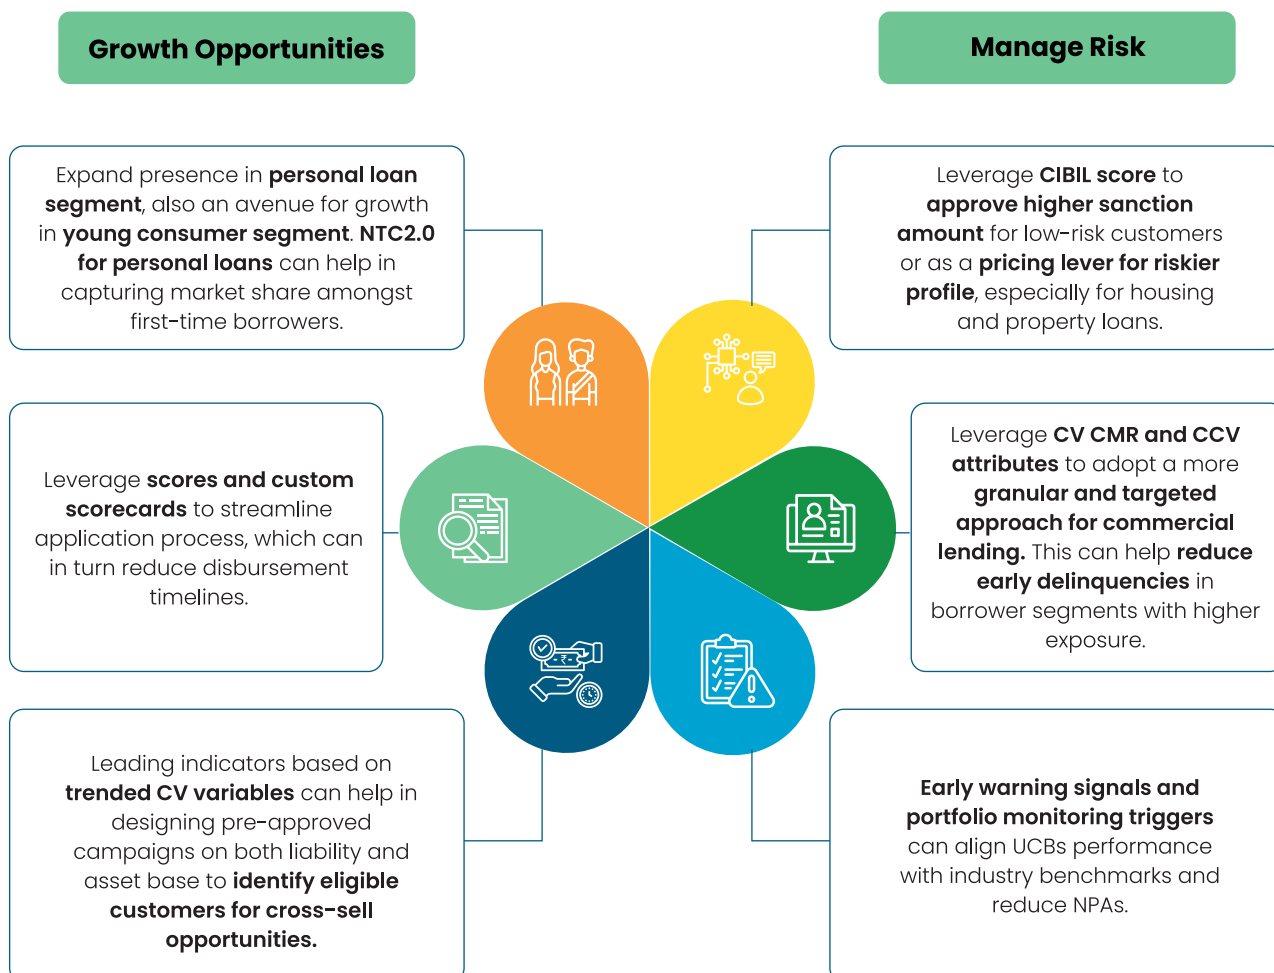 Growth Opportunities
Manage Risk
Expand presence in personal loan
segment, also an avenue for growth
in young consumer segment. NTC2.0
for personal loans can help in
capturing market share amongst
first-time borrowers.
Leverage CIBIL score to
approve higher sanction
amount for low-risk customers
or as a pricing lever for riskier
profile, especially for housing
and property loans.
Leverage scores and custom
scorecards to streamline
application process, which can
in turn reduce disbursement
timelines.
Leverage CV CMR and CCV
attributes to adopt a more
granular and targeted
approach for commercial
lending. This can help reduce
early delinquencies in
borrower segments with higher
exposure.
Leading indicators based on
trended CV variables can help in
designing pre-approved
campaigns on both liability and
asset base to identify eligible
customers for cross-sell
opportunities.
Early warning signals and
portfolio monitoring triggers
can align UCBs performance
with industry benchmarks and
reduce NPAs.
₹